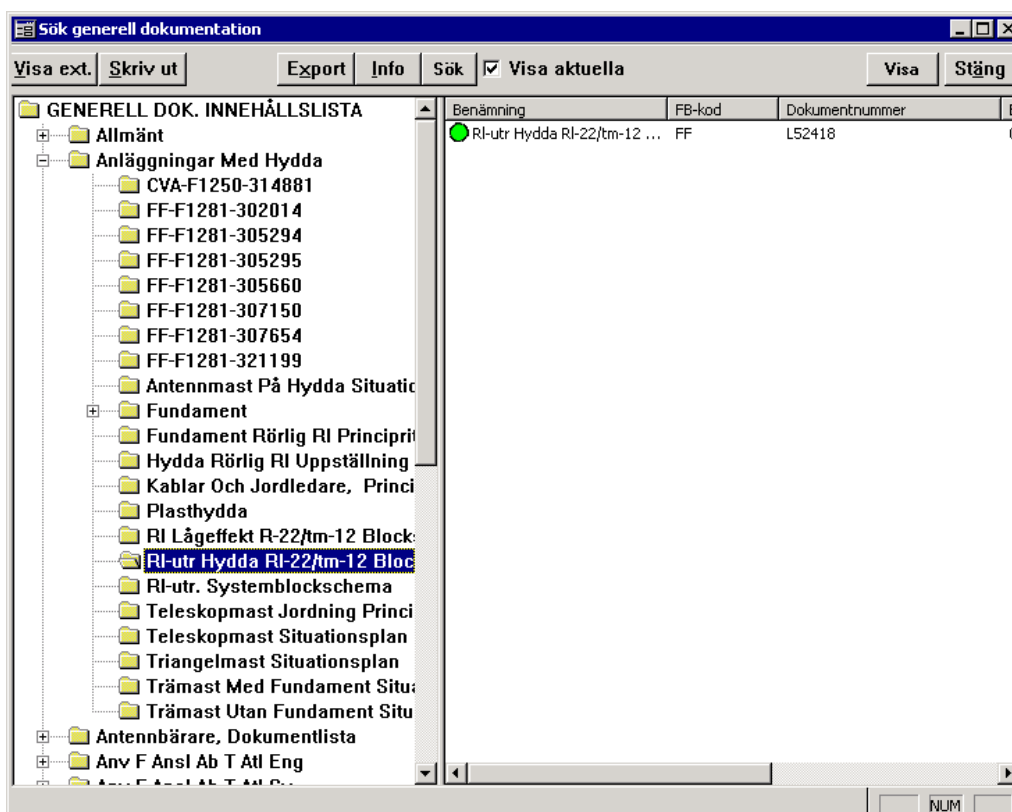 Sök generell dokumentation
Visa ext. Skriv ut Export Info Sök Visa aktuella Visa Stäng
GENERELL DOK. INNEHÅLLSLISTA
Allmänt
Anläggningar Med Hydda
CVA-F1250-314881
FF-F1281-302014
FF-F1281-305294
FF-F1281-305295
FF-F1281-305660
FF-F1281-307150
FF-F1281-307654
FF-F1281-321199
Antennmast På Hydda Situatio
Fundament
Fundament Rörlig Rl Principrit
Hydda Rörlig Rl Uppställning
Kablar Och Jordledare, Princi
Plasthydda
Rl Lågeffekt R-22/tm-12 Blocks
Rl-utr Hydda Rl-22/tm-12 Bloc
Rl-utr. Systemblockschema
Teleskopmast Jordning Princi
Teleskopmast Situationsplan
Triangelmast Situationsplan
Trämast Med Fundament Situa
Trämast Utan Fundament Situ
Antennbärare, Dokumentlista
Anv F Ansl Ab T Atl Eng
Benämning FB-kod Dokumentnummer
Rl-utr Hydda Rl-22/tm-12 ... FF L52418
NUM